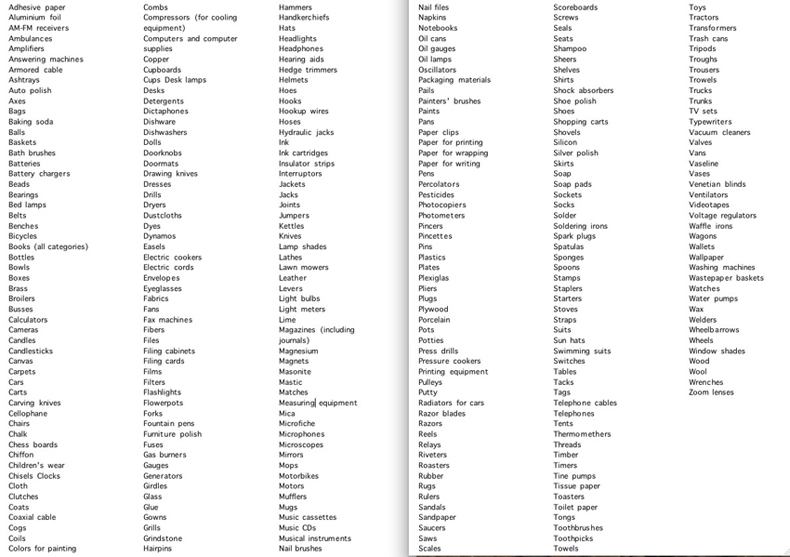 Adhesive paper
Aluminium foil
AM-FM receivers
Ambulances
Amplifiers
Answering machines
Armored cable
Ashtrays
Auto polish
Axes
Bags
Baking soda
Balls
Baskets
Bath brushes
Batteries
Battery chargers
Beads
Bearings
Bed lamps
Belts
Benches
Bicycles
Books (all categories)
Bottles
Bowls
Boxes
Brass
Broilers
Busses
Calculators
Cameras
Candles
Candlesticks
Canvas
Carpets
Cars
Carts
Carving knives
Cellophane
Chairs
Chalk
Chess boards
Chiffon
Children's wear
Chisels Clocks
Cloth
Clutches
Coats
Coaxial cable
Cogs
Coils
Colors for painting
Combs
Compressors (for cooling
equipment)
Computers and computer
supplies
Copper
Cupboards
Cups Desk lamps
Desks
Detergents
Dictaphones
Dishware
Dishwashers
Dolls
Doorknobs
Doormats
Drawing knives
Dresses
Drills
Dryers
Dustcloths
Dyes
Dynamos
Easels
Electric cookers
Electric cords
Envelopes
Eyeglasses
Fabrics
Fans
Fax machines
Fibers
Files
Filing cabinets
Filing cards
Films
Filters
Flashlights
Flowerpots
Forks
Fountain pens
Furniture polish
Fuses
Gas burners
Gauges
Generators
Girdles
Glass
Glue
Gowns
Grills
Grindstone
Hairpins
Hammers
Handkerchiefs
Hats
Headlights
Headphones
Hearing aids
Hedge trimmers
Helmets
Hoes
Hooks
Hookup wires
Hoses
Hydraulic jacks
Ink
Ink cartridges
Insulator strips
Interruptors
Jackets
Jacks
Joints
Jumpers
Kettles
Knives
Lamp shades
Lathes
Lawn mowers
Leather
Levers
Light bulbs
Light meters
Lime
Magazines (including
journals)
Magnesium
Magnets
Masonite
Mastic
Matches
Measuring equipment
Mica
Microfiche
Microphones
Microscopes
Mirrors
Mops
Motorbikes
Motors
Mufflers
Mugs
Music cassettes
Music CDs
Musical instruments
Nail brushes
Nail files
Napkins
Notebooks
Oil cans
Oil gauges
Oil lamps
Oscillators
Packaging materials
Pails
Painters' brushes
Paints
Pans
Paper clips
Paper for printing
Paper for wrapping
Paper for writing
Pens
Percolators
Pesticides
Photocopiers
Photometers
Pincers
Pincettes
Pins
Plastics
Plates
Plexiglas
Pliers
Plugs
Plywood
Porcelain
Pots
Potties
Press drills
Pressure cookers
Printing equipment
Pulleys
Putty
Radiators for cars
Razor blades
Razors
Reels
Relays
Riveters
Roasters
Rubber
Rugs
Rulers
Sandals
Sandpaper
Saucers
Saws
Scales
Scoreboards
Screws
Seals
Seats
Shampoo
Sheers
Shelves
Shirts
Shock absorbers
Shoe polish
Shoes
Shopping carts
Shovels
Silicon
Silver polish
Skirts
Soap
Soap pads
Sockets
Socks
Solder
Soldering irons
Spark plugs
Spatulas
Sponges
Spoons
Stamps
Staplers
Starters
Stoves
Straps
Suits
Sun hats
Swimming suits
Switches
Tables
Tacks
Tags
Telephone cables
Telephones
Tents
Thermometers
Threads
Timber
Timers
Tine pumps
Tissue paper
Toasters
Toilet paper
Tongs
Toothbrushes
Toothpicks
Towels
Toys
Tractors
Transformers
Trash cans
Tripods
Troughs
Trousers
Trowels
Trucks
Trunks
TV sets
Typewriters
Vacuum cleaners
Valves
Vans
Vaseline
Vases
Venetian blinds
Ventilators
Videotapes
Voltage regulators
Waffle irons
Wagons
Wallets
Wallpaper
Washing machines
Wastepaper baskets
Watches
Water pumps
Wax
Welders
Wheelbarrows
Wheels
Window shades
Wood
Wool
Wrenches
Zoom lenses